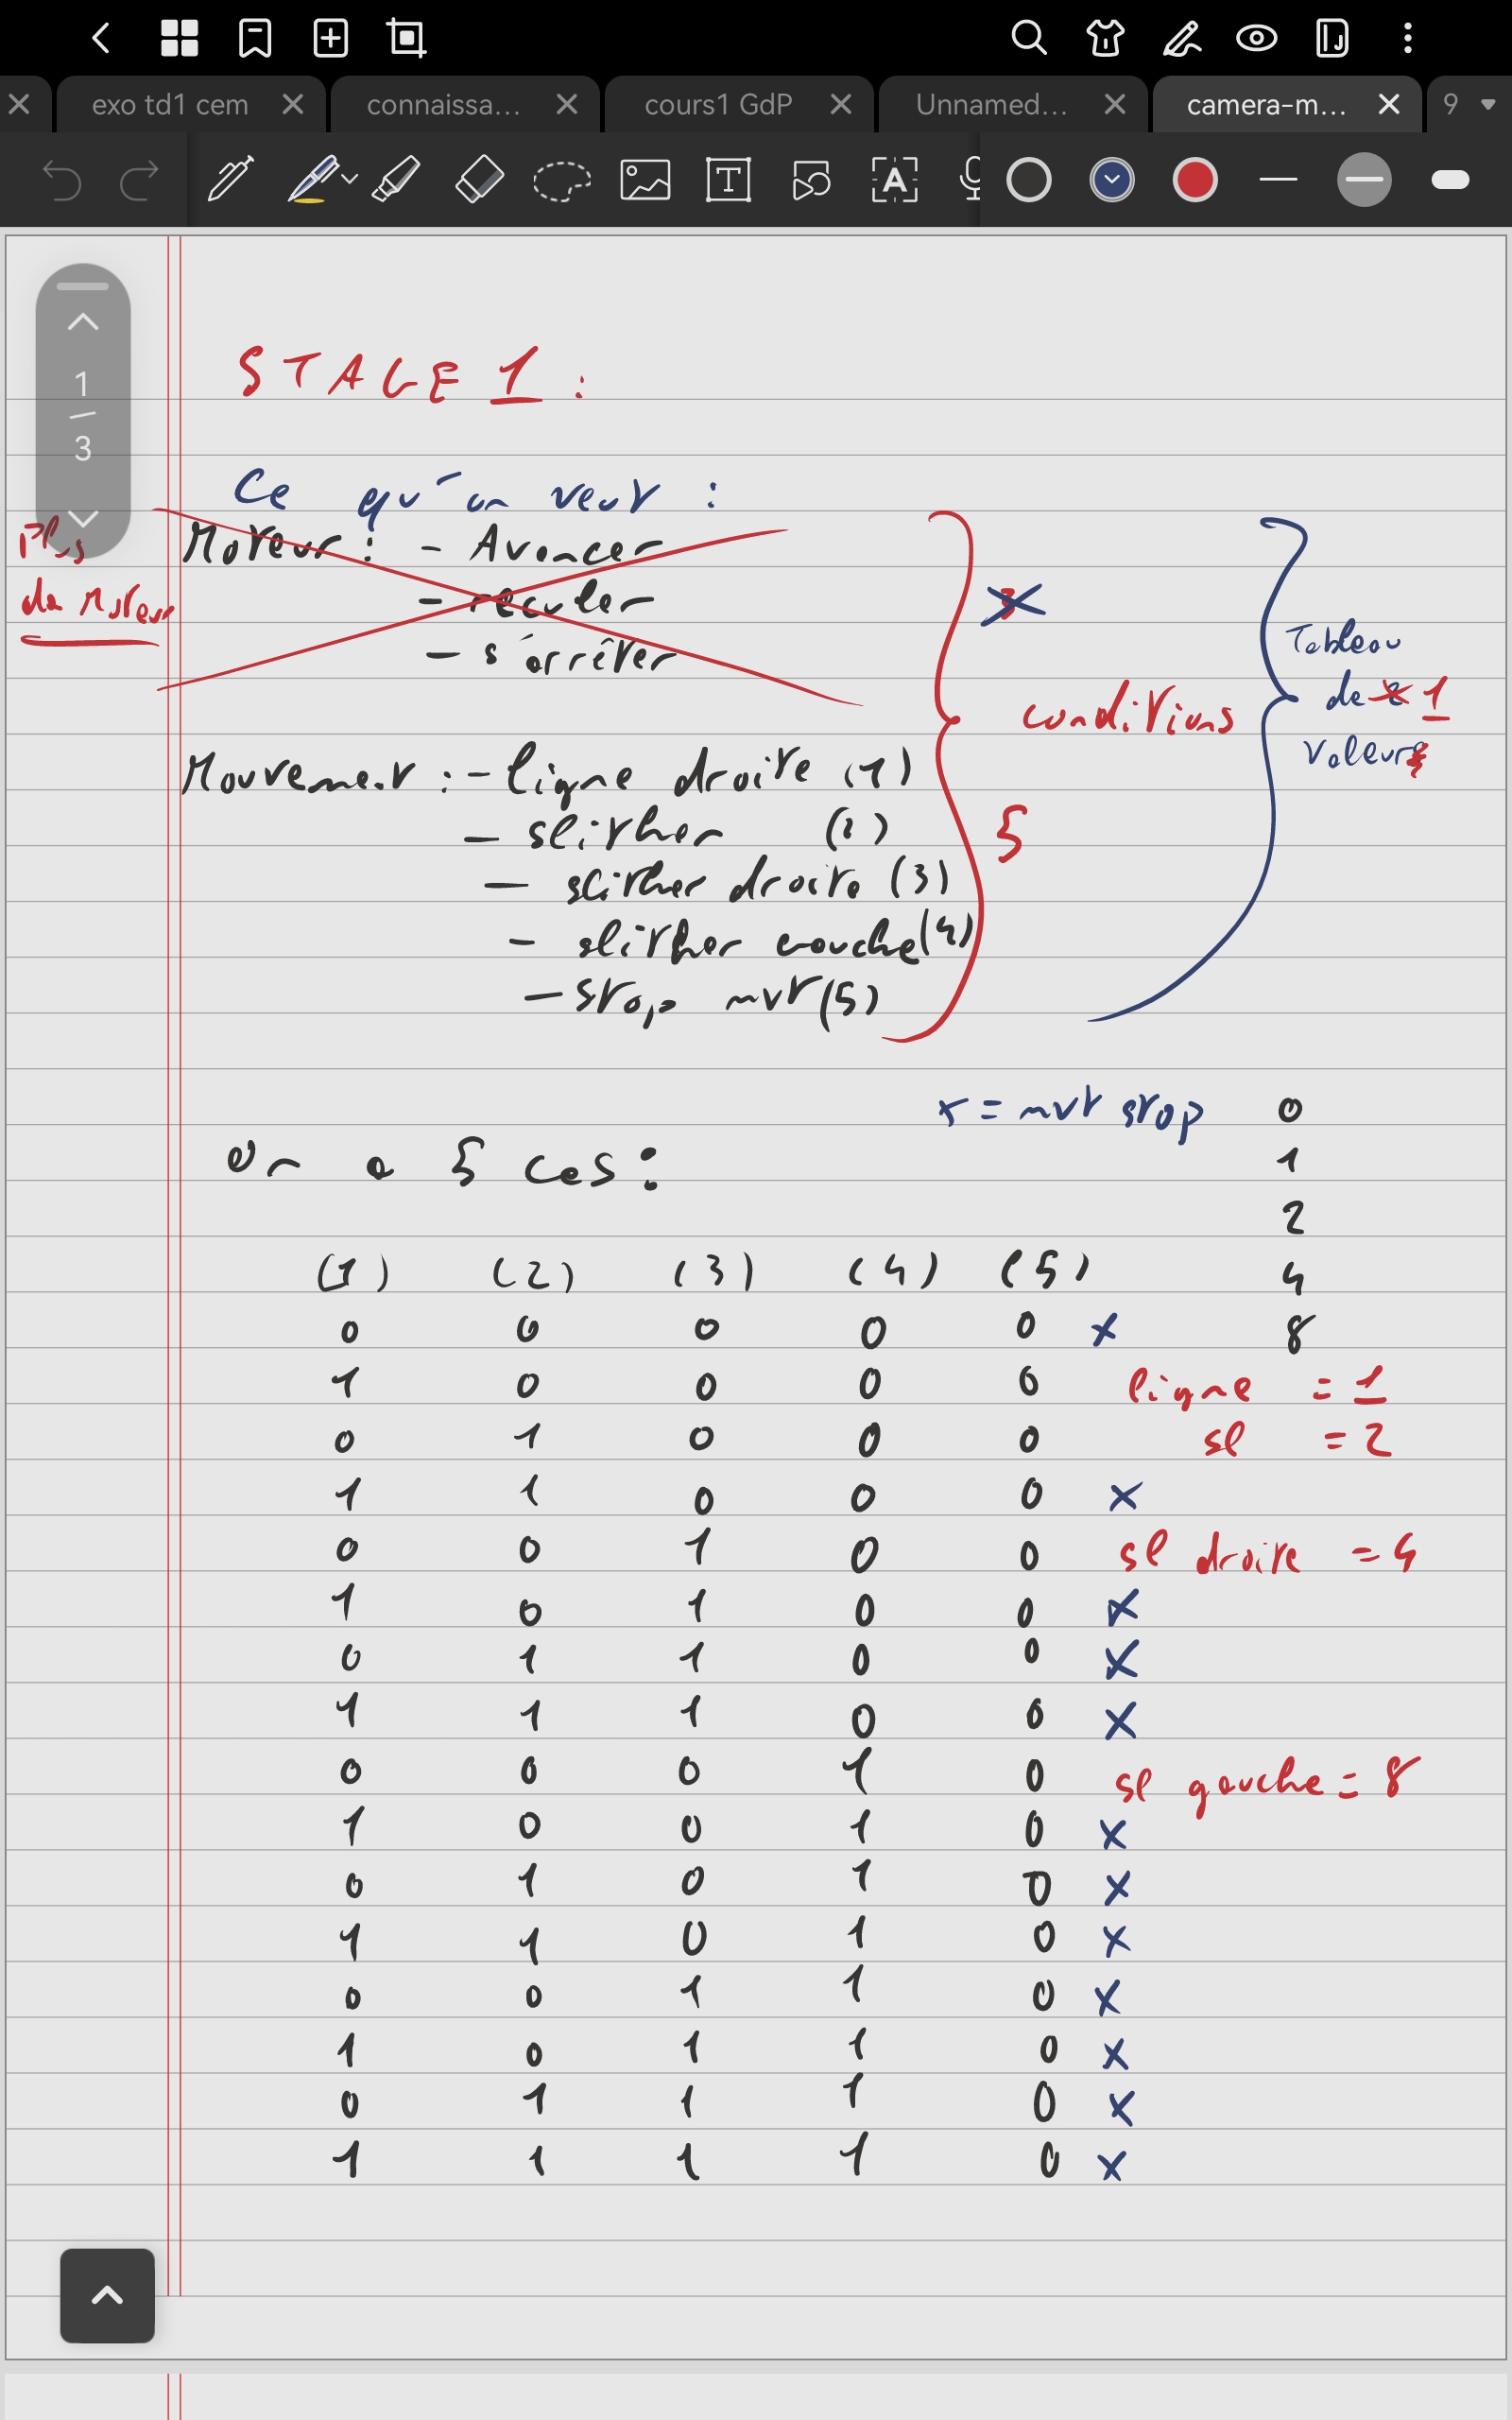 exo td1 cem
connaissa...
cours1 GdP
Unnamed...
camera-m...
9
1
3
STAGE 1 :
Ce qu'on veut :
Plus
de Moteur
Moteur : - Avancer
- reculer
- s'arrêter
conditions
Tableau
de 2 1
Valeurs
Mouvement : - ligne droite (1)
- slither (2)
5
- slither droite (3)
- slither gauche (4)
- stop mvt (5)
x = mvt stop
0
1
2
4
8
On a 5 cas :
(1) (2) (3) (4) (5)
0 0 0 0 0 x
1 0 0 0 0 ligne = 1
0 1 0 0 0 sl = 2
1 1 0 0 0 x
0 0 1 0 0 sl droite = 4
1 0 1 0 0 x
0 1 1 0 0 x
1 1 1 0 0 x
0 0 0 1 0 sl gauche = 8
1 0 0 1 0 x
0 1 0 1 0 x
1 1 0 1 0 x
0 0 1 1 0 x
1 0 1 1 0 x
0 1 1 1 0 x
1 1 1 1 0 x